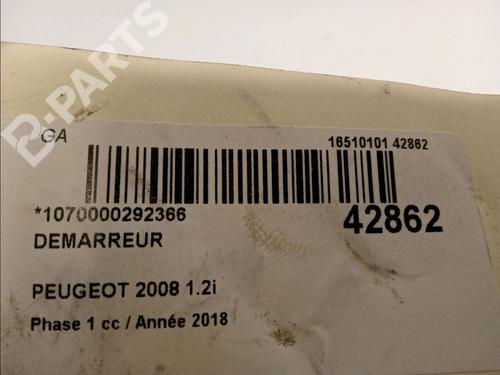 B-PARTS
GA
16510101 42862
*1070000292366
42862
DEMARREUR
PEUGEOT 2008 1.2i
Phase 1 cc / Année 2018